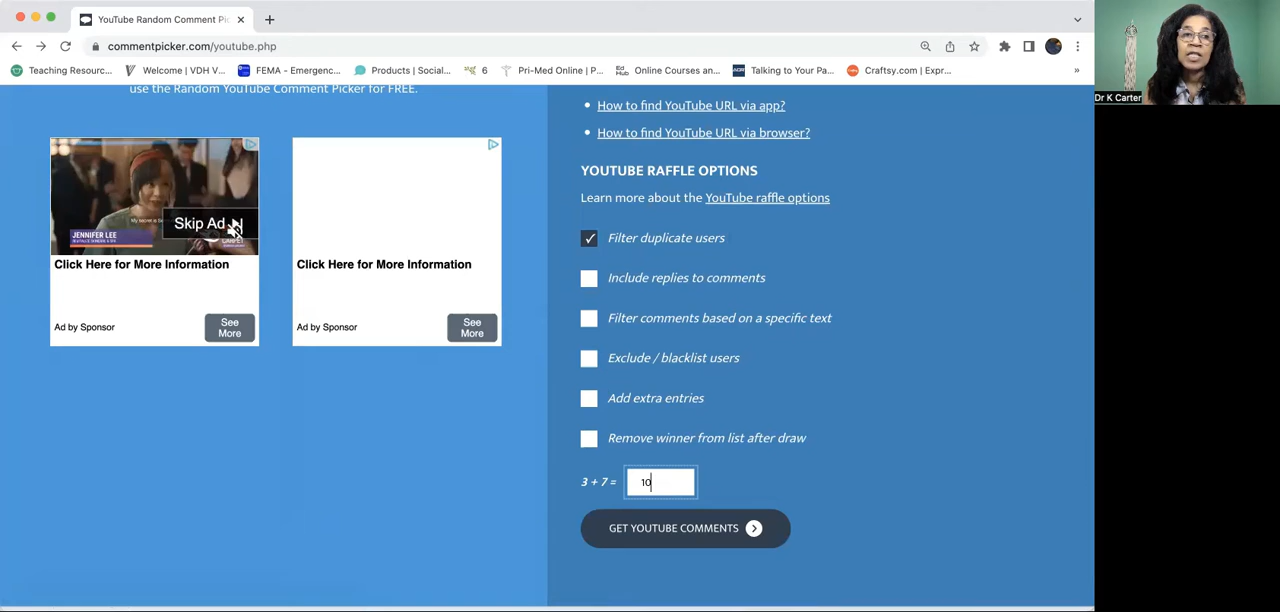 YouTube Random Comment Pic
commentpicker.com/youtube.php
Teaching Resourc...
Welcome | VDH V...
FEMA - Emergenc...
Products | Social...
6
Pri-Med Online | P...
Ed Hub
Online Courses an...
Talking to Your Pa...
Craftsy.com | Expr...
»
Dr K Carter
use the Random YouTube Comment Picker for FREE.
Skip Ad
JENNIFER LEE
CARPET
Click Here for More Information
Ad by Sponsor
See
More
Click Here for More Information
Ad by Sponsor
See
More
• How to find YouTube URL via app?
• How to find YouTube URL via browser?
YOUTUBE RAFFLE OPTIONS
Learn more about the YouTube raffle options
Filter duplicate users
Include replies to comments
Filter comments based on a specific text
Exclude / blacklist users
Add extra entries
Remove winner from list after draw
3 + 7 = 10
GET YOUTUBE COMMENTS